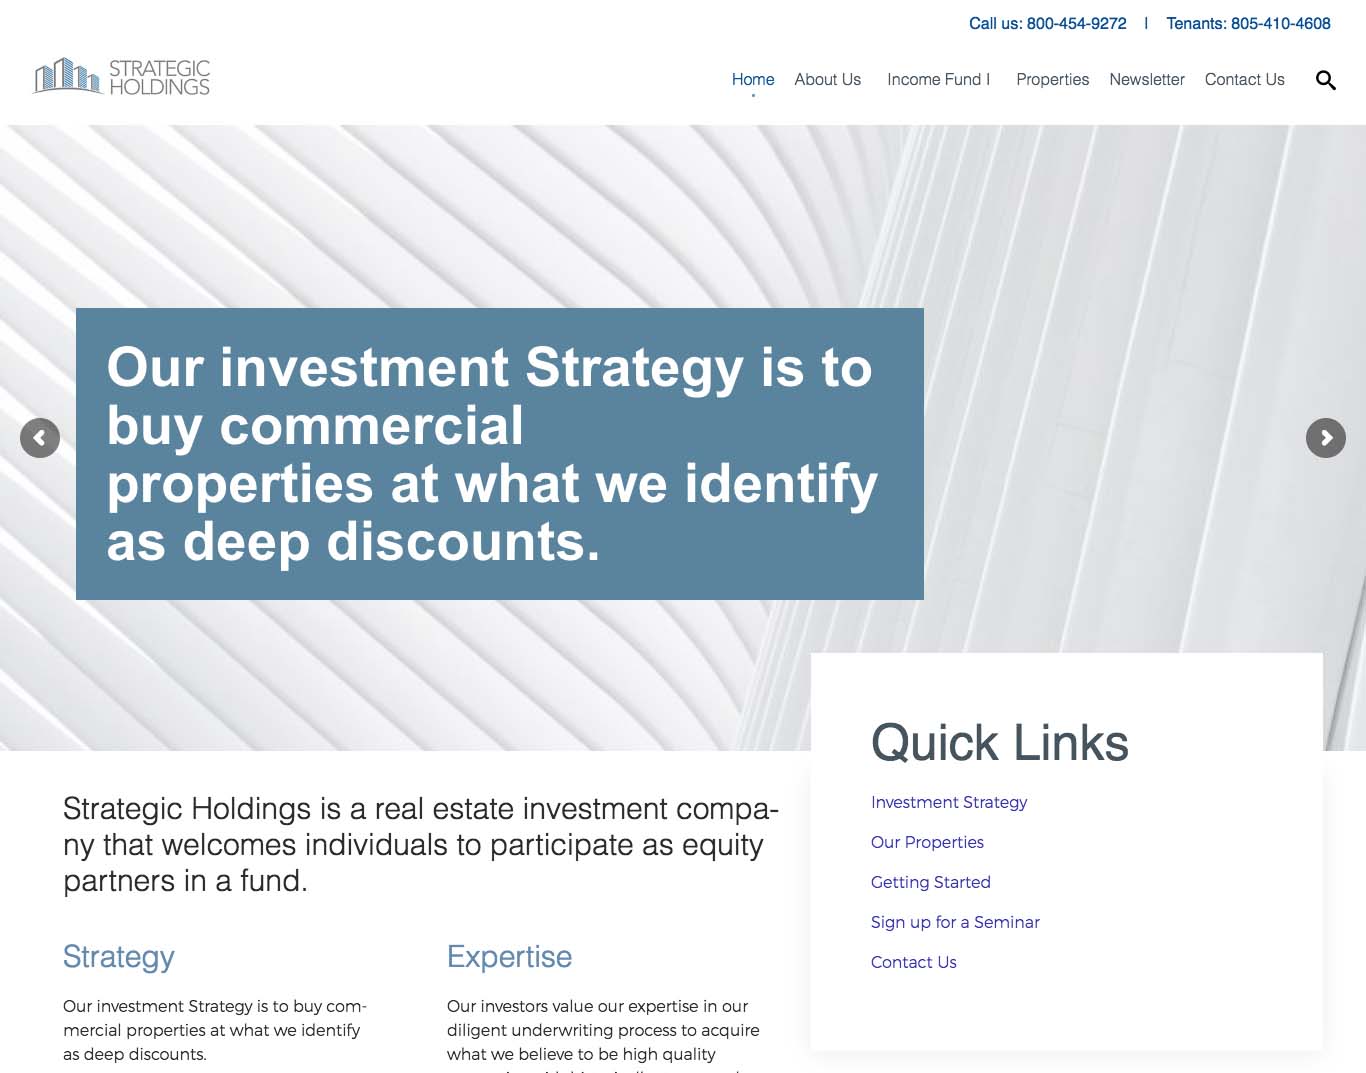 Call us: 800-454-9272 | Tenants: 805-410-4608
STRATEGIC
HOLDINGS
Home About Us Income Fund I Properties Newsletter Contact Us
Our investment Strategy is to
buy commercial
properties at what we identify
as deep discounts.
Quick Links
Investment Strategy
Our Properties
Getting Started
Sign up for a Seminar
Contact Us
Strategic Holdings is a real estate investment compa-
ny that welcomes individuals to participate as equity
partners in a fund.
Strategy
Our investment Strategy is to buy com-
mercial properties at what we identify
as deep discounts.
Expertise
Our investors value our expertise in our
diligent underwriting process to acquire
what we believe to be high quality